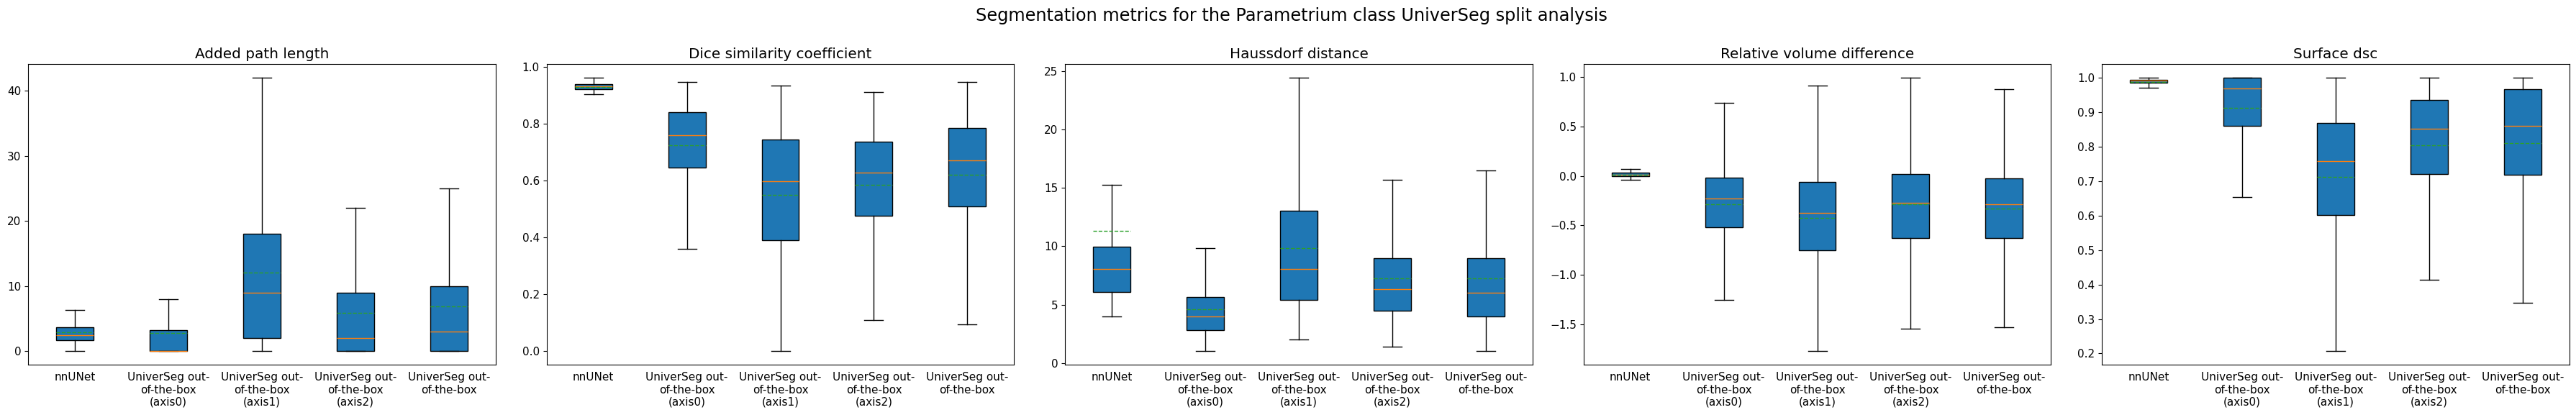 Segmentation metrics for the Parametrium class UniverSeg split analysis
Added path length
40
30
20
10
0
nnUNet
UniverSeg out-
of-the-box
(axis0)
UniverSeg out-
of-the-box
(axis1)
UniverSeg out-
of-the-box
(axis2)
UniverSeg out-
of-the-box
Dice similarity coefficient
1.0
0.8
0.6
0.4
0.2
0.0
nnUNet
UniverSeg out-
of-the-box
(axis0)
UniverSeg out-
of-the-box
(axis1)
UniverSeg out-
of-the-box
(axis2)
UniverSeg out-
of-the-box
Haussdorf distance
25
20
15
10
5
0
nnUNet
UniverSeg out-
of-the-box
(axis0)
UniverSeg out-
of-the-box
(axis1)
UniverSeg out-
of-the-box
(axis2)
UniverSeg out-
of-the-box
Relative volume difference
1.0
0.5
0.0
−0.5
−1.0
−1.5
nnUNet
UniverSeg out-
of-the-box
(axis0)
UniverSeg out-
of-the-box
(axis1)
UniverSeg out-
of-the-box
(axis2)
UniverSeg out-
of-the-box
Surface dsc
1.0
0.9
0.8
0.7
0.6
0.5
0.4
0.3
0.2
nnUNet
UniverSeg out-
of-the-box
(axis0)
UniverSeg out-
of-the-box
(axis1)
UniverSeg out-
of-the-box
(axis2)
UniverSeg out-
of-the-box